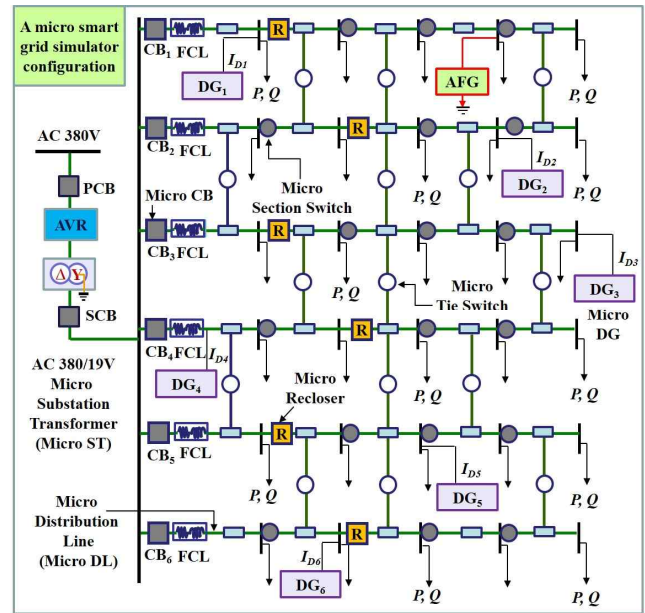 A micro smart
grid simulator
configuration
CB1 FCL
R
ID1
DG1
P, Q
AFG
P, Q
AC 380V
CB2 FCL
R
ID2
DG2
P, Q
P, Q
PCB
Micro CB
Micro
Section Switch
AVR
CB3 FCL
R
ID3
DG3
P, Q
Δ Y
Micro
Tie Switch
Micro
DG
SCB
CB4 FCL
ID4
R
DG4
P, Q
P, Q
AC 380/19V
Micro
Substation
Transformer
(Micro ST)
Micro
Recloser
CB5
FCL
R
P, Q
ID5
DG5
P, Q
Micro
Distribution
Line
(Micro DL)
CB6 FCL
R
ID6
DG6
P, Q
P, Q